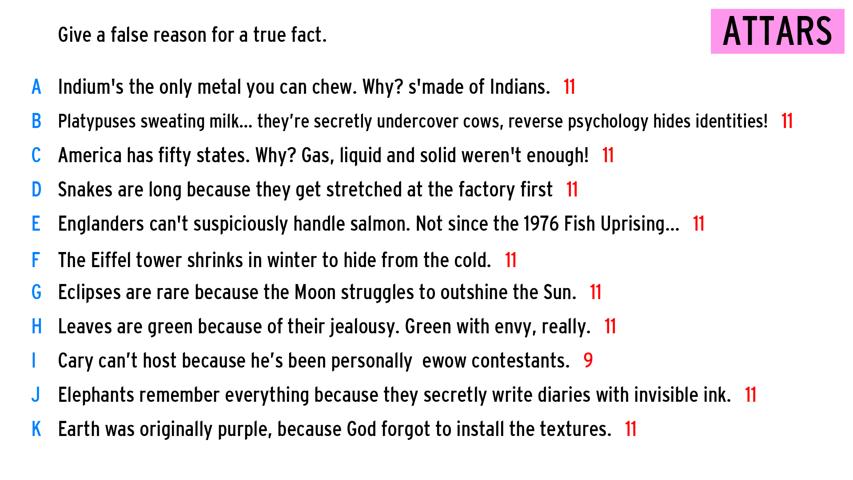 Give a false reason for a true fact.
ATTARS
A Indium's the only metal you can chew. Why? s'made of Indians. 11
B Platypuses sweating milk... they're secretly undercover cows, reverse psychology hides identities! 11
C America has fifty states. Why? Gas, liquid and solid weren't enough! 11
D Snakes are long because they get stretched at the factory first 11
E Englanders can't suspiciously handle salmon. Not since the 1976 Fish Uprising... 11
F The Eiffel tower shrinks in winter to hide from the cold. 11
G Eclipses are rare because the Moon struggles to outshine the Sun. 11
H Leaves are green because of their jealousy. Green with envy, really. 11
I Cary can't host because he's been personally ewow contestants. 9
J Elephants remember everything because they secretly write diaries with invisible ink. 11
K Earth was originally purple, because God forgot to install the textures. 11